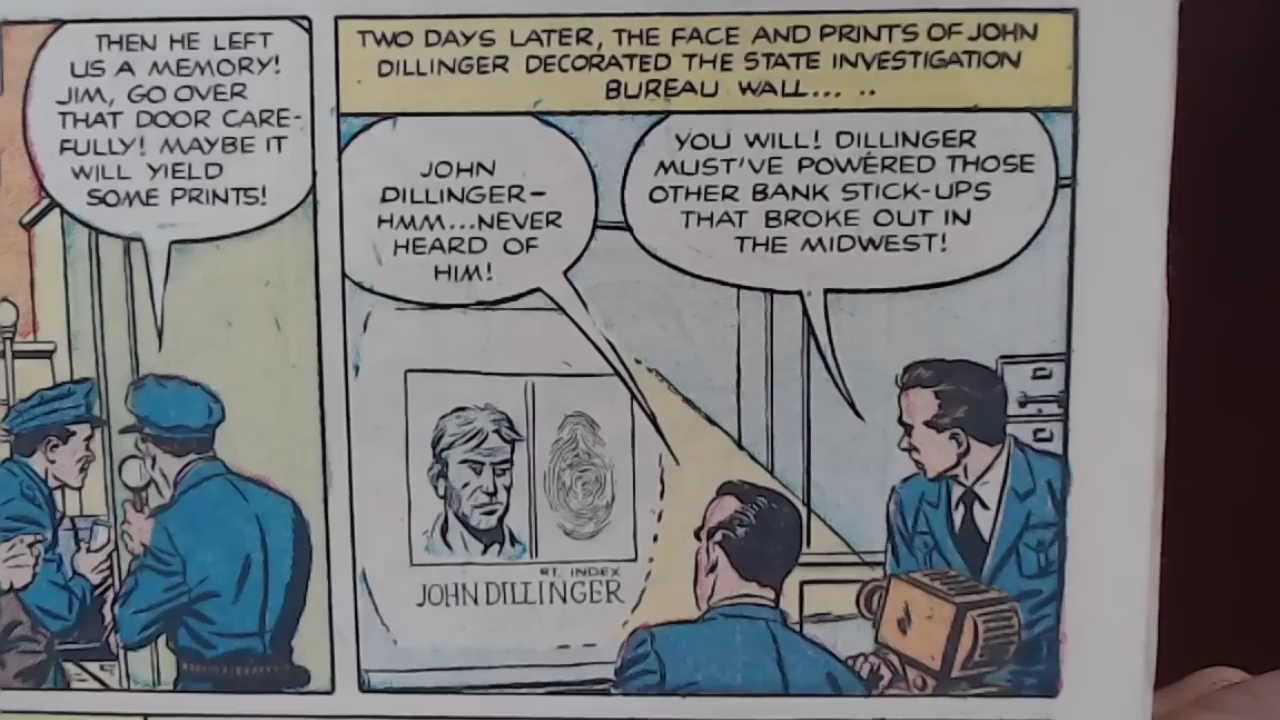 THEN HE LEFT
US A MEMORY!
JIM, GO OVER
THAT DOOR CARE-
FULLY! MAYBE IT
WILL YIELD
SOME PRINTS!
TWO DAYS LATER, THE FACE AND PRINTS OF JOHN
DILLINGER DECORATED THE STATE INVESTIGATION
BUREAU WALL... ..
JOHN
DILLINGER-
HMM...NEVER
HEARD OF
HIM!
YOU WILL! DILLINGER
MUST'VE POWERED THOSE
OTHER BANK STICK-UPS
THAT BROKE OUT IN
THE MIDWEST!
RT. INDEX
JOHN DILLINGER